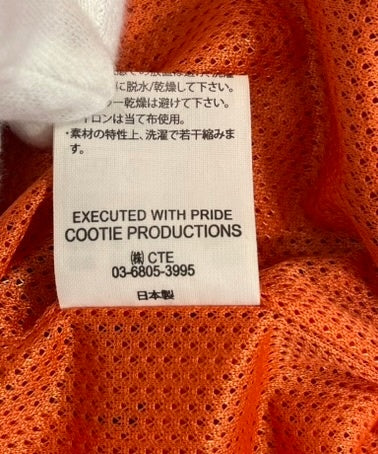 に脱水/乾燥して下さい。
ー乾燥は避けて下さい。
イロンは当て布使用。
・素材の特性上、洗濯で若干縮みま
す。
EXECUTED WITH PRIDE
COOTIE PRODUCTIONS
㈱ CTE
03-6805-3995
日本製